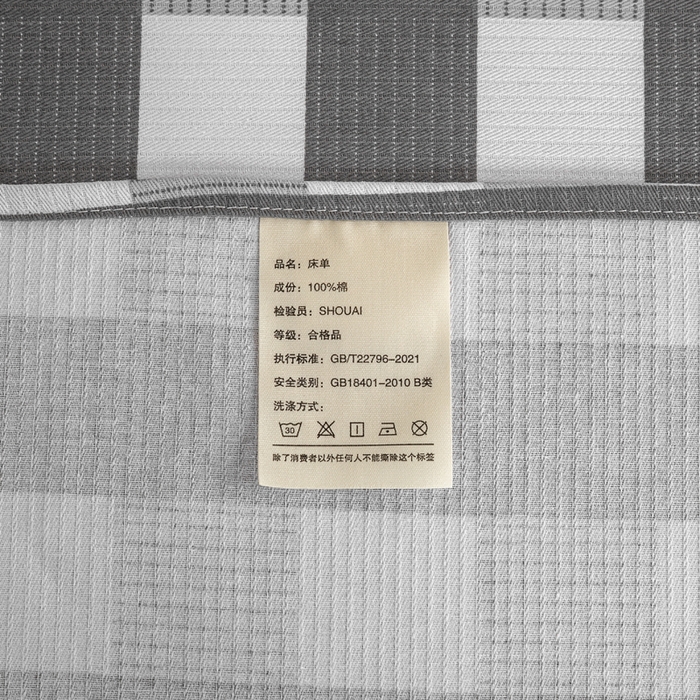 品名：床单
成份：100%棉
检验员：SHOUAI
等级：合格品
执行标准：GB/T22796-2021
安全类别：GB18401-2010 B类
洗涤方式：
30
除了消费者以外任何人不能撕除这个标签